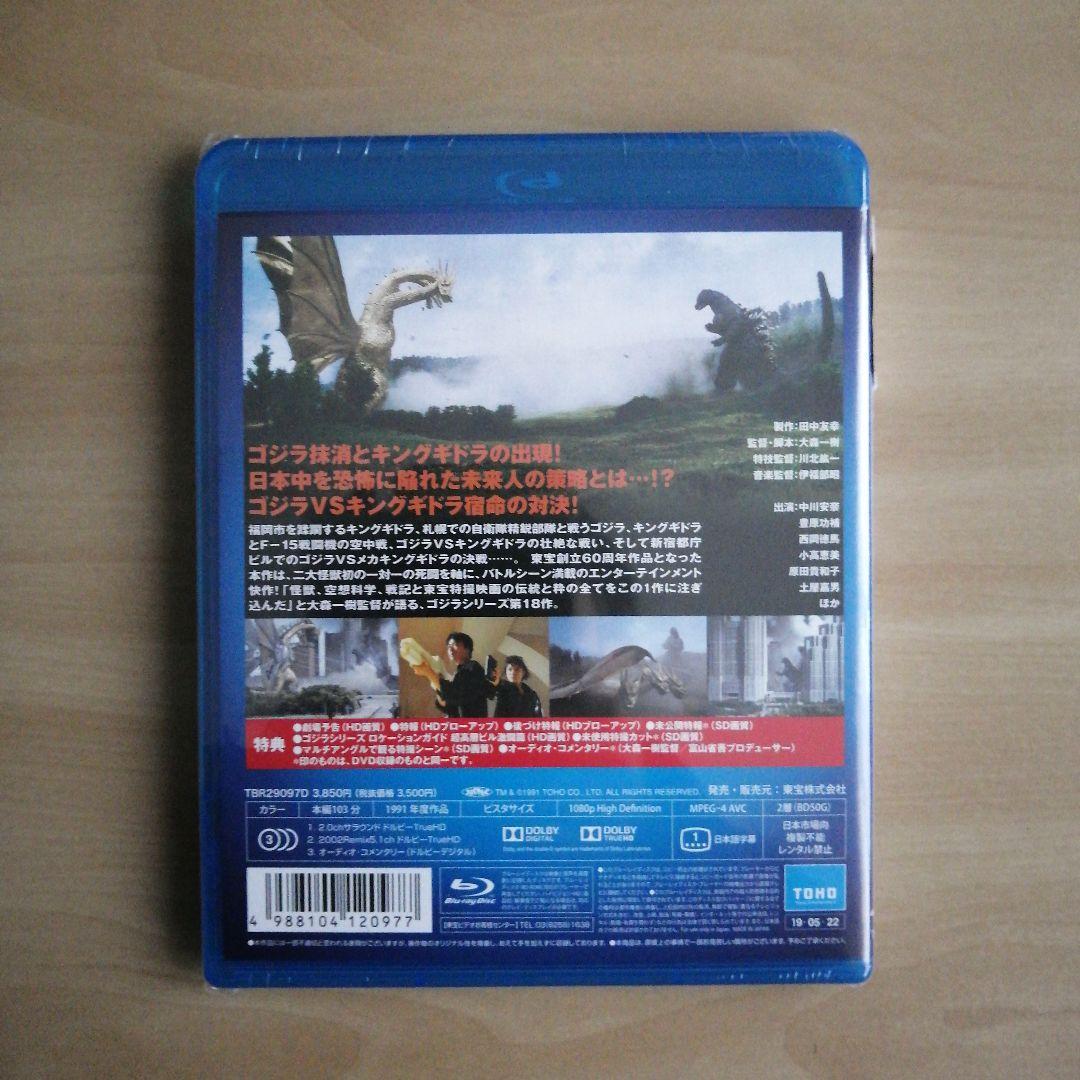 製作:田中友幸
監督・脚本:大森一樹
特技監督:川北紘一
音楽監督:伊福部昭
出演:中川安奈
豊原功補
西岡徳馬
小高恵美
原田貴和子
土屋嘉男
ほか
ゴジラ抹消とキングギドラの出現!
日本中を恐怖に陥れた未来人の策略とは…!?
ゴジラVSキングギドラ宿命の対決!
福岡市を蹂躙するキングギドラ、札幌での自衛隊精鋭部隊と戦うゴジラ、キングギドラ
とF-15戦闘機の空中戦、ゴジラVSキングギドラの壮絶な戦い、そして新宿都庁
ビルでのゴジラVSメカキングギドラの決戦……。 東宝創立60周年作品となった
本作は、二大怪獣初の一対一の死闘を軸に、バトルシーン満載のエンターテインメント
快作!「怪獣、空想科学、戦記と東宝特撮映画の伝統と粋の全てをこの1作に注ぎ
込んだ」と大森一樹監督が語る、ゴジラシリーズ第18作。
特典
●劇場予告(HD画質) ●特報(HDブローアップ) ●後づけ特報(HDブローアップ) ●未公開特報*(SD画質)
●ゴジラシリーズ ロケーションガイド 超高層ビル激闘篇(HD画質) ●未使用特撮カット*(SD画質)
●マルチアングルで観る特撮シーン*(SD画質) ●オーディオ・コメンタリー*(大森一樹監督 富山省吾プロデューサー)
*印のものは、DVD収録のものと同一です。
TBR29097D 3,850円(税抜価格 3,500円) TM & ©1991 TOHO CO., LTD. ALL RIGHTS RESERVED. 発売・販売元:東宝株式会社
カラー 本編103分 1991年度作品 ビスタサイズ 1080p High Definition MPEG-4 AVC 2層(BD50G)
3
1. 2.0chサラウンド ドルビーTrueHD
2. 2002Remix5.1ch ドルビーTrueHD
3. オーディオ・コメンタリー(ドルビーデジタル)
DOLBY DIGITAL
DOLBY TRUEHD
1 日本語字幕
日本市場向
複製不能
レンタル禁止
4 988104 120977
Blu-ray Disc
[東宝ビデオお客様センター] TEL.03(6258)1636
TOHO
19・05・22